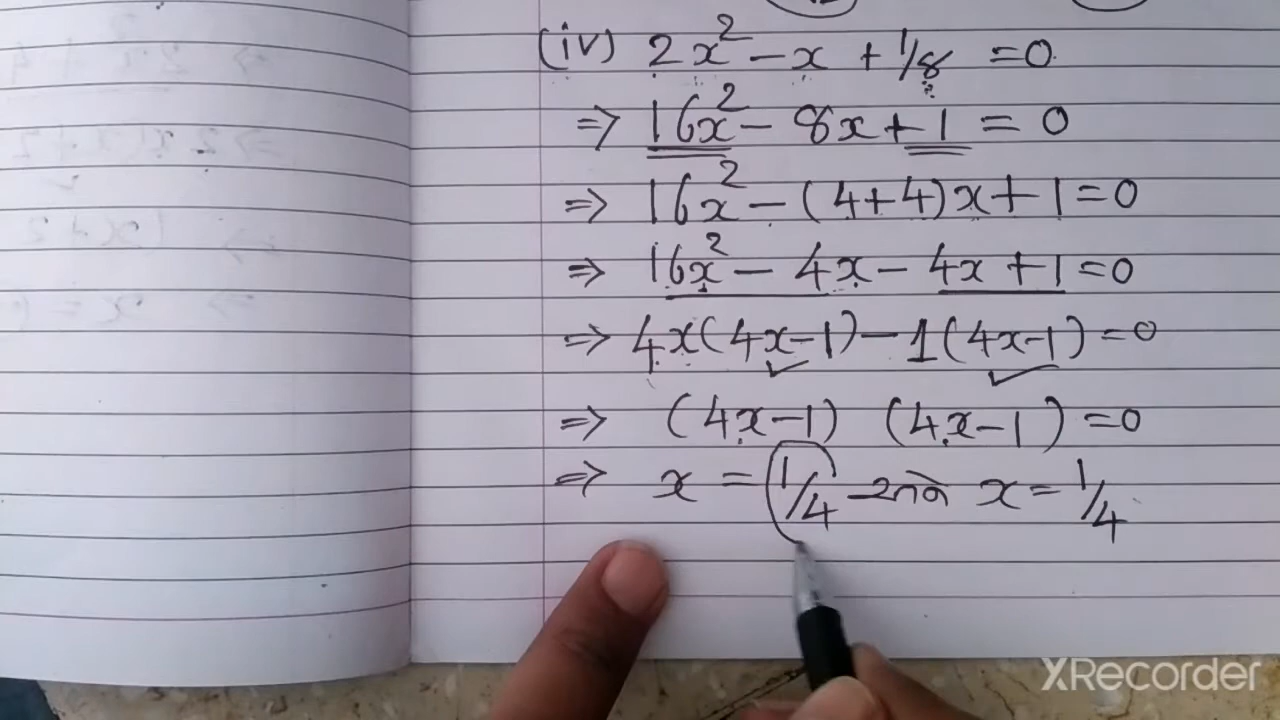 (iv) 2x² - x + 1/8 = 0
⇒ 16x² - 8x + 1 = 0
⇒ 16x² - (4+4)x + 1 = 0
⇒ 16x² - 4x - 4x + 1 = 0
⇒ 4x(4x-1) - 1(4x-1) = 0
⇒ (4x-1) (4x-1) = 0
⇒ x = 1/4 અને x = 1/4
XRecorder